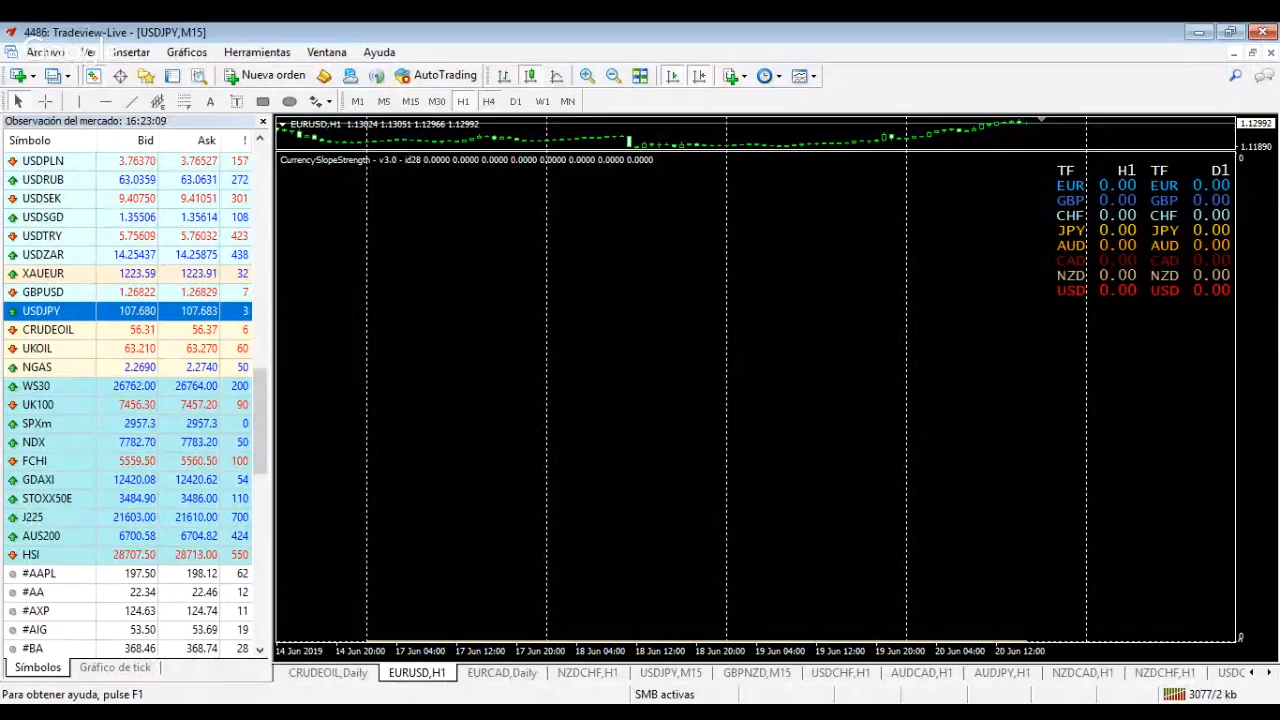 4486: Tradeview-Live - [USDJPY,M15]
Archivo Ver Insertar Gráficos Herramientas Ventana Ayuda
Nueva orden AutoTrading
A T M1 M5 M15 M30 H1 H4 D1 W1 MN
Observación del mercado: 16:23:09
Símbolo Bid Ask !
USDPLN 3.76370 3.76527 157
USDRUB 63.0359 63.0631 272
USDSEK 9.40750 9.41051 301
USDSGD 1.35506 1.35614 108
USDTRY 5.75609 5.76032 423
USDZAR 14.25437 14.25875 438
XAUEUR 1223.59 1223.91 32
GBPUSD 1.26822 1.26829 7
USDJPY 107.680 107.683 3
CRUDEOIL 56.31 56.37 6
UKOIL 63.210 63.270 60
NGAS 2.2690 2.2740 50
WS30 26762.00 26764.00 200
UK100 7456.30 7457.20 90
SPXm 2957.3 2957.3 0
NDX 7782.70 7783.20 50
FCHI 5559.50 5560.50 100
GDAXI 12420.08 12420.62 54
STOXX50E 3484.90 3486.00 110
J225 21603.00 21610.00 700
AUS200 6700.58 6704.82 424
HSI 28707.50 28713.00 550
#AAPL 197.50 198.12 62
#AA 22.34 22.46 12
#AXP 124.63 124.74 11
#AIG 53.50 53.69 19
#BA 368.46 368.74 28
Símbolos Gráfico de tick
EURUSD,H1 1.13024 1.13051 1.12966 1.12992
1.12992
1.11890
CurrencySlopeStrength - v3.0 - id28 0.0000 0.0000 0.0000 0.0000 0.0000 0.0000 0.0000 0.0000
0
TF H1 TF D1
EUR 0.00 EUR 0.00
GBP 0.00 GBP 0.00
CHF 0.00 CHF 0.00
JPY 0.00 JPY 0.00
AUD 0.00 AUD 0.00
CAD 0.00 CAD 0.00
NZD 0.00 NZD 0.00
USD 0.00 USD 0.00
14 Jun 2019 14 Jun 20:00 17 Jun 04:00 17 Jun 12:00 17 Jun 20:00 18 Jun 04:00 18 Jun 12:00 18 Jun 20:00 19 Jun 04:00 19 Jun 12:00 19 Jun 20:00 20 Jun 04:00 20 Jun 12:00
CRUDEOIL,Daily EURUSD,H1 EURCAD,Daily NZDCHF,H1 USDJPY,M15 GBPNZD,M15 USDCHF,H1 AUDCAD,H1 AUDJPY,H1 NZDCAD,H1 NZDCHF,H1 USDC
Para obtener ayuda, pulse F1 SMB activas 3077/2 kb